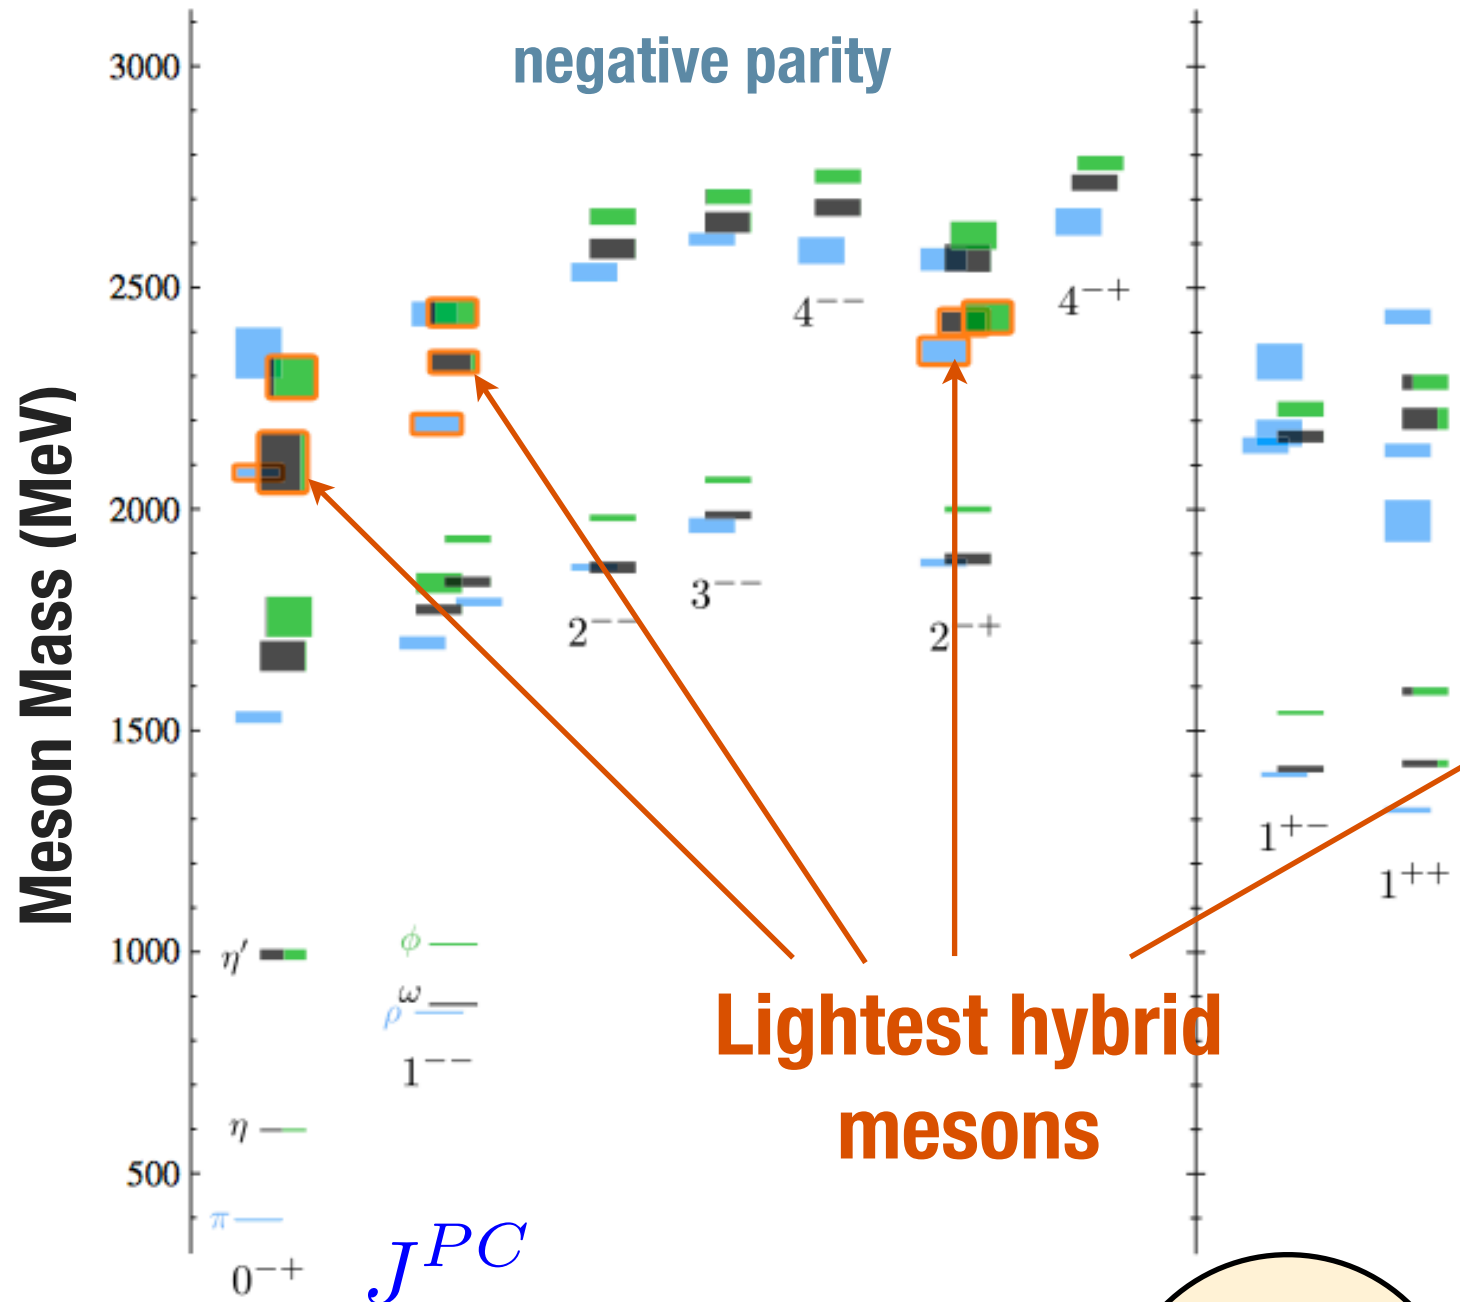 negative parity
Meson Mass (MeV)
3000
2500
2000
1500
1000
500
4⁻⁻
4⁻⁺
3⁻⁻
2⁻⁻
2⁻⁺
1⁺⁻
1⁺⁺
η′
ϕ
ω
ρ
1⁻⁻
η
π
0⁻⁺
J^{PC}
Lightest hybrid
mesons